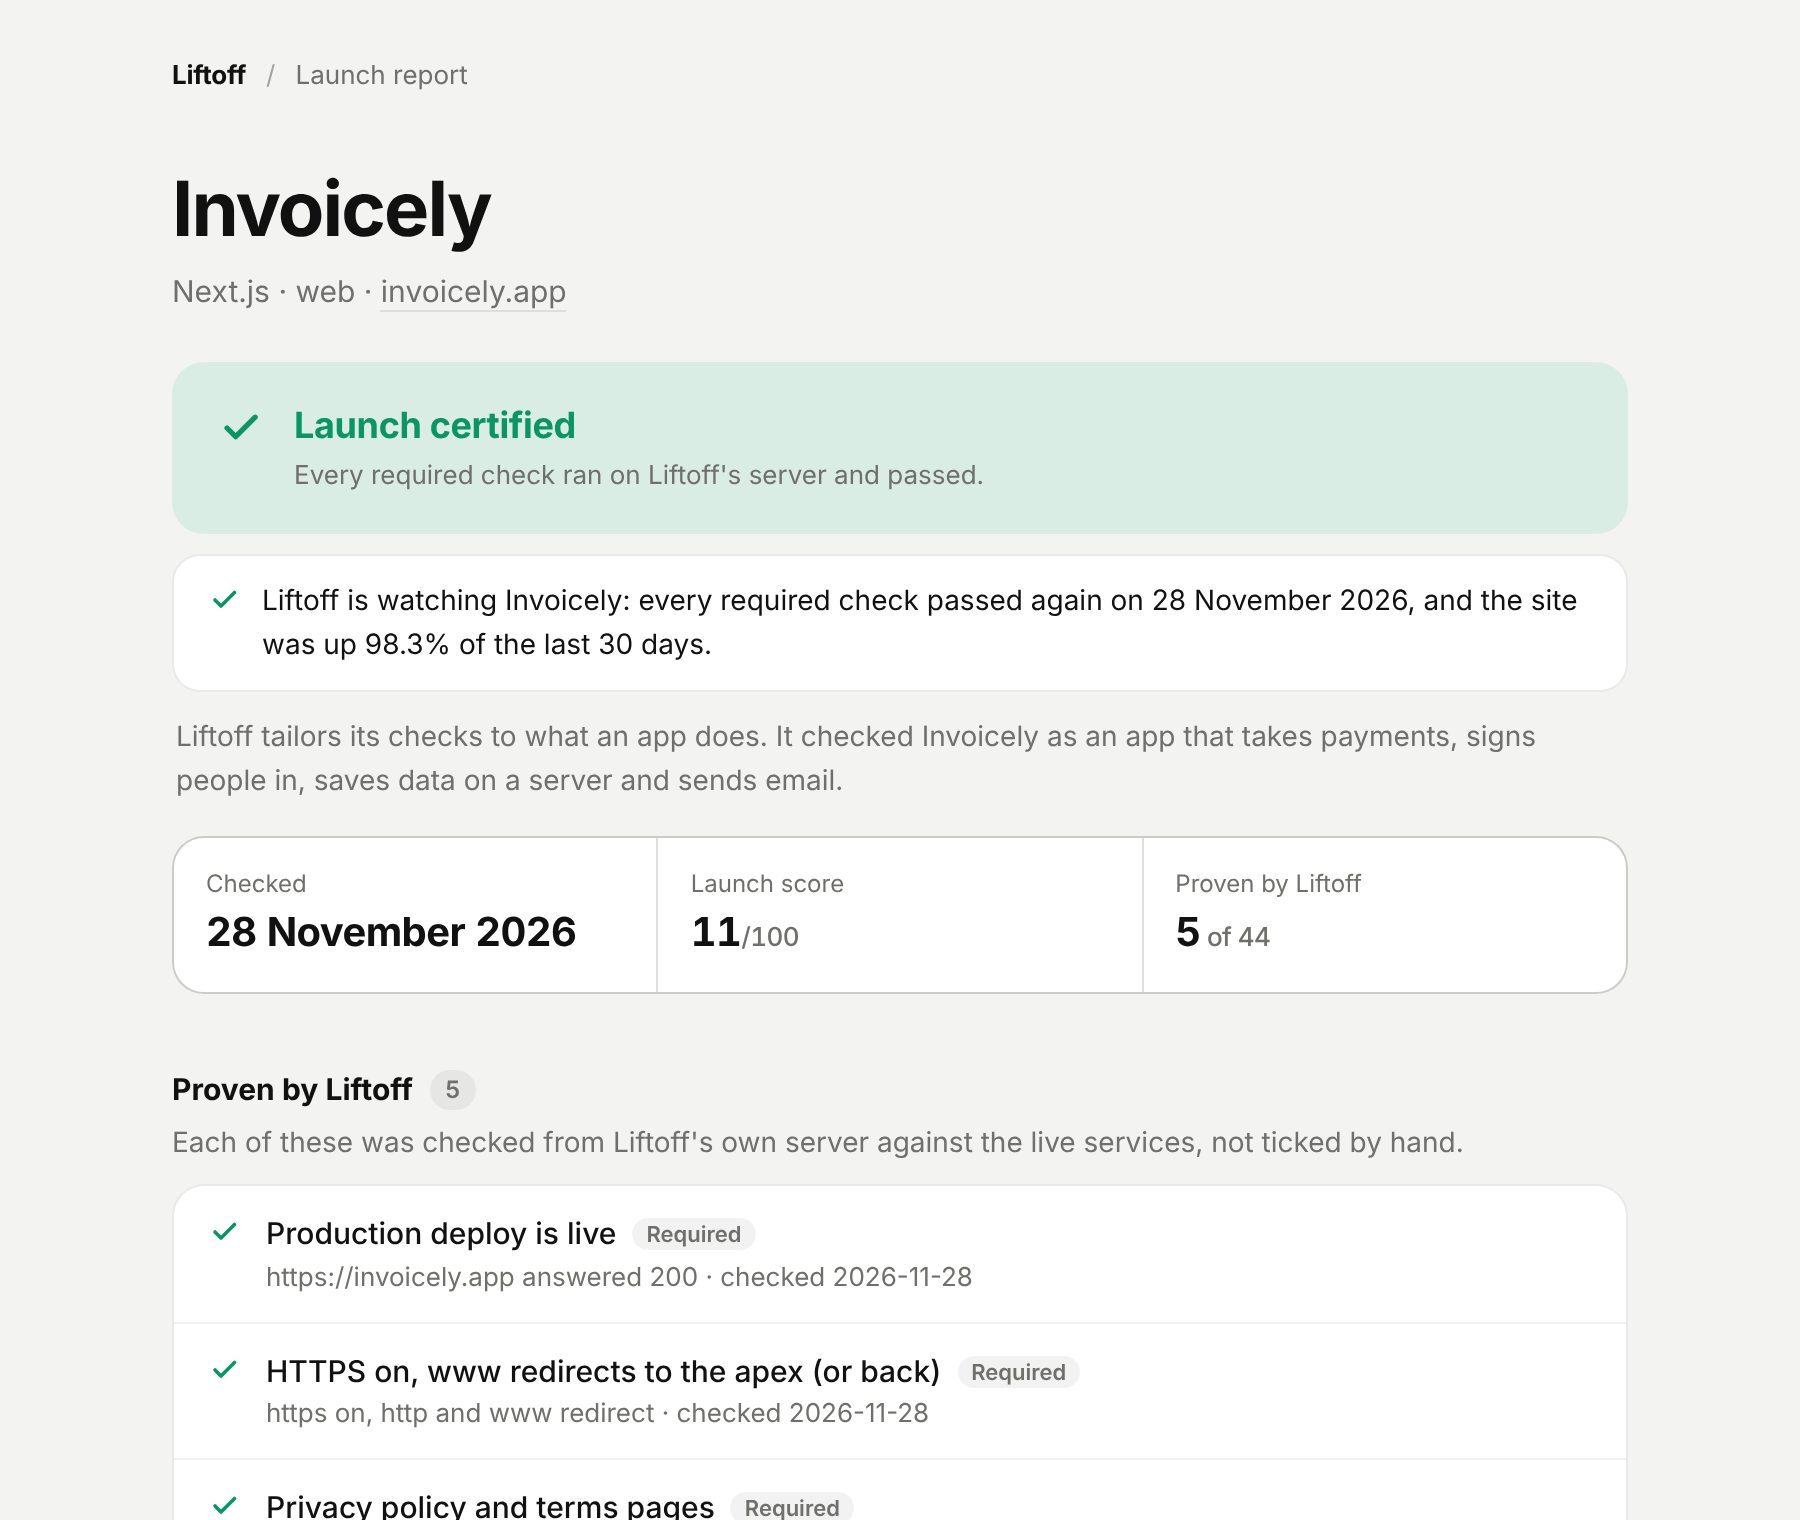 Liftoff / Launch report
Invoicely
Next.js · web · invoicely.app
Launch certified
Every required check ran on Liftoff's server and passed.
Liftoff is watching Invoicely: every required check passed again on 28 November 2026, and the site
was up 98.3% of the last 30 days.
Liftoff tailors its checks to what an app does. It checked Invoicely as an app that takes payments, signs
people in, saves data on a server and sends email.
Checked
28 November 2026
Launch score
11/100
Proven by Liftoff
5 of 44
Proven by Liftoff 5
Each of these was checked from Liftoff's own server against the live services, not ticked by hand.
Production deploy is live Required
https://invoicely.app answered 200 · checked 2026-11-28
HTTPS on, www redirects to the apex (or back) Required
https on, http and www redirect · checked 2026-11-28
Privacy policy and terms pages Required